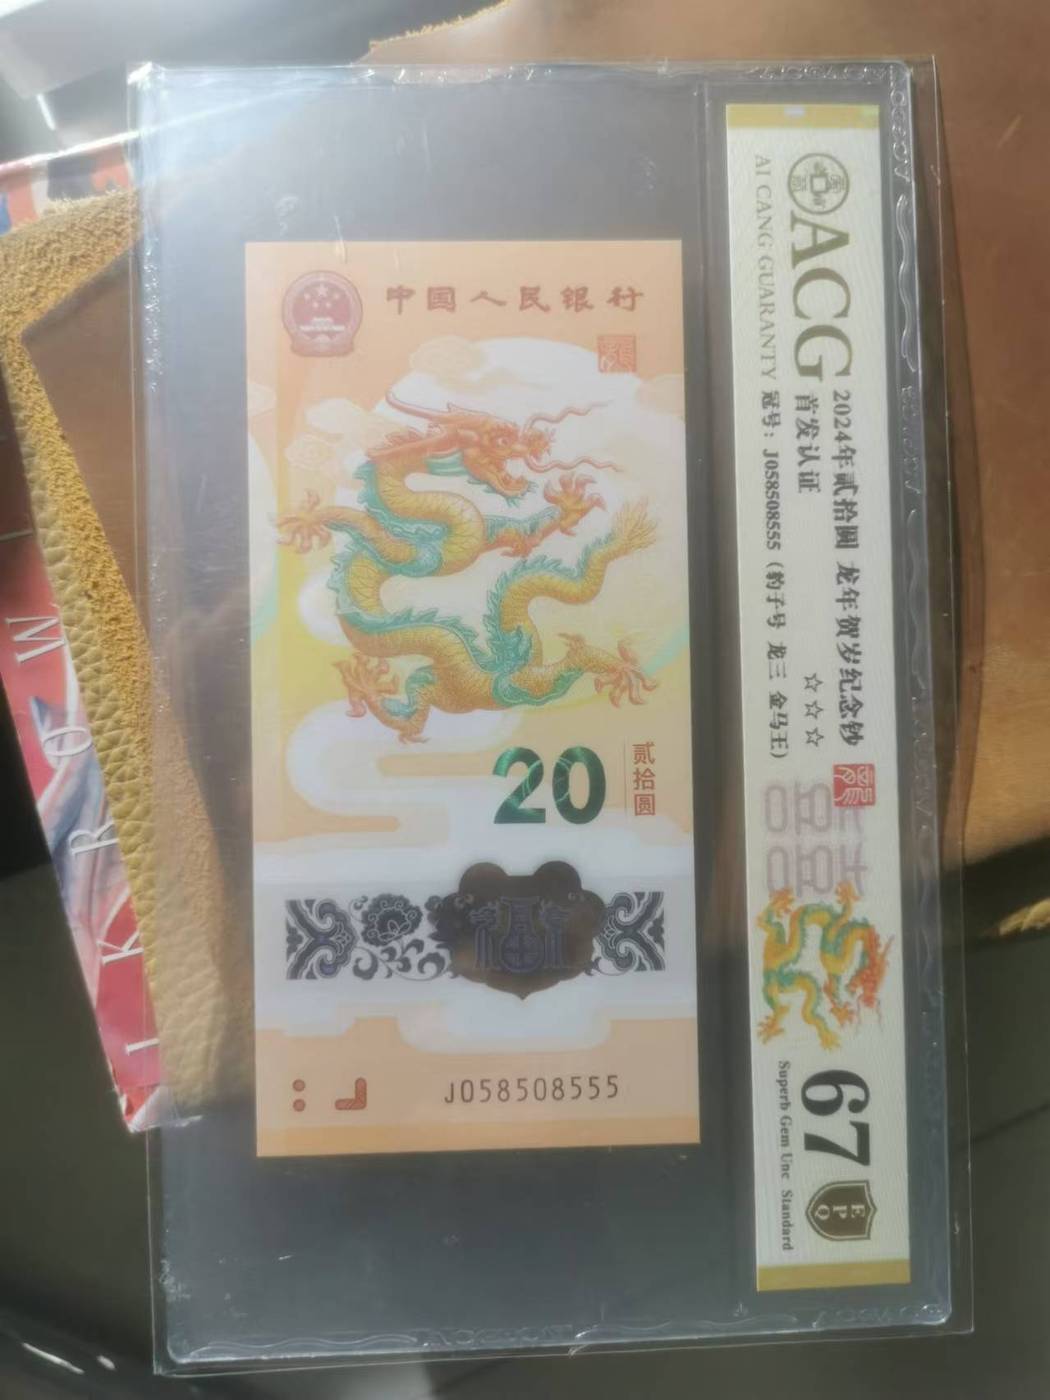 中国人民银行
20
贰拾圆
J058508555
ACG
AI CANG GUARANTY
2024年贰拾圆 龙年贺岁纪念钞
首发认证
☆☆☆
冠号：J058508555（豹子号 龙三 金马王）
67
EPQ
Superb Gem Unc Standard
WORK
I